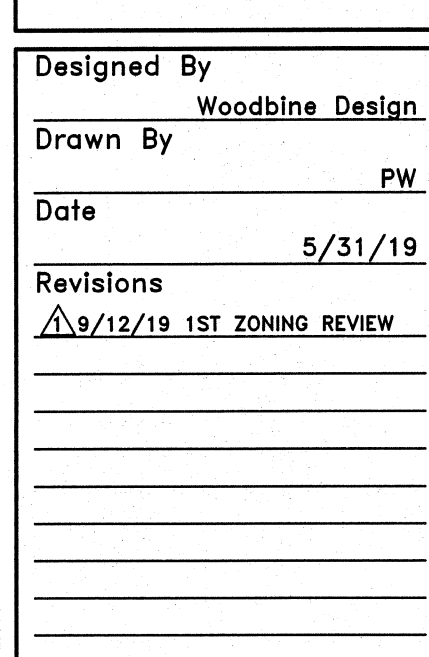 Designed By
Woodbine Design
Drawn By
PW
Date
5/31/19
Revisions
1 9/12/19 1ST ZONING REVIEW